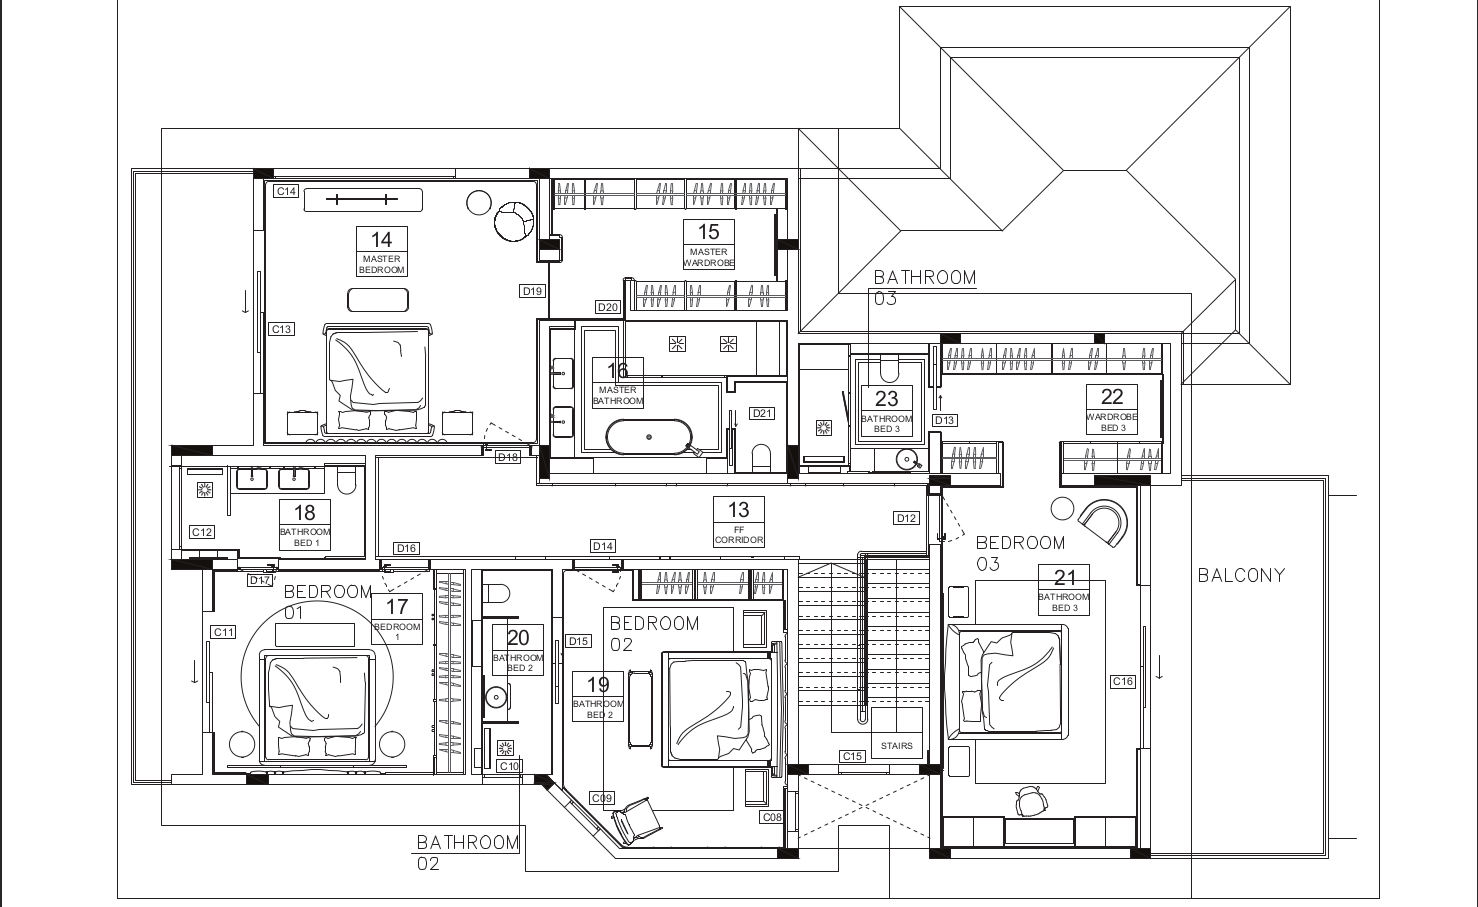 C14
14
MASTER
BEDROOM
15
MASTER
WARDROBE
BATHROOM
03
D19
D20
C13
16
MASTER
BATHROOM
D21
23
BATHROOM
BED 3
D13
22
WARDROBE
BED 3
D18
18
BATHROOM
BED 1
C12
13
FF
CORRIDOR
D12
D16
D14
D17
BEDROOM
01
17
BEDROOM
1
C11
20
BATHROOM
BED 2
D15
BEDROOM
02
19
BATHROOM
BED 2
BEDROOM
03
21
BATHROOM
BED 3
BALCONY
C16
STAIRS
C15
C10
C09
C08
BATHROOM
02